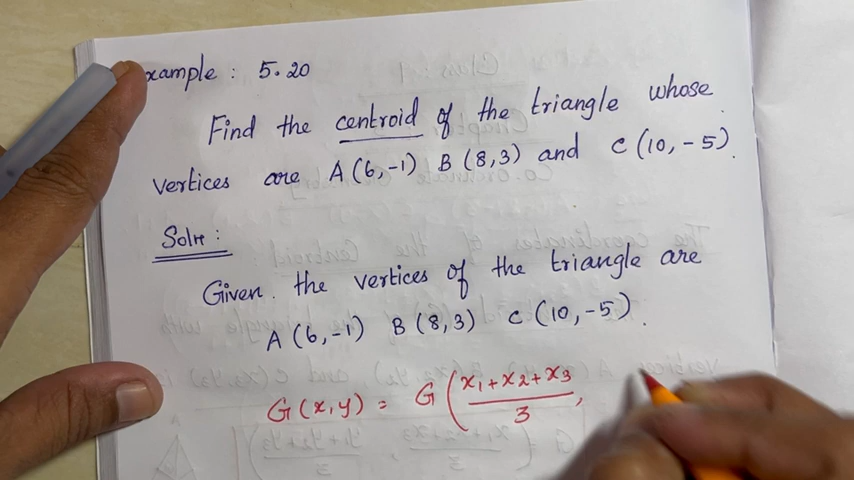 xample : 5.20
Find the centroid of the triangle whose
vertices are A(6,-1) B(8,3) and C(10,-5).
Soln :
Given. the vertices of the triangle are
A(6,-1) B(8,3) C(10,-5).
G(x,y) = G(x₁+x₂+x₃/3,